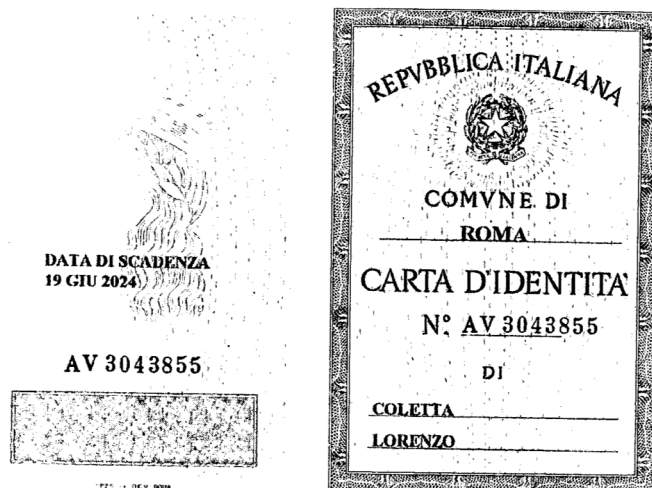 DATA DI SCADENZA
19 GIU 2024
AV 3043855
REPVBBLICA ITALIANA
COMVNE DI
ROMA
CARTA D'IDENTITA'
N° AV 3043855
DI
COLETTA
LORENZO